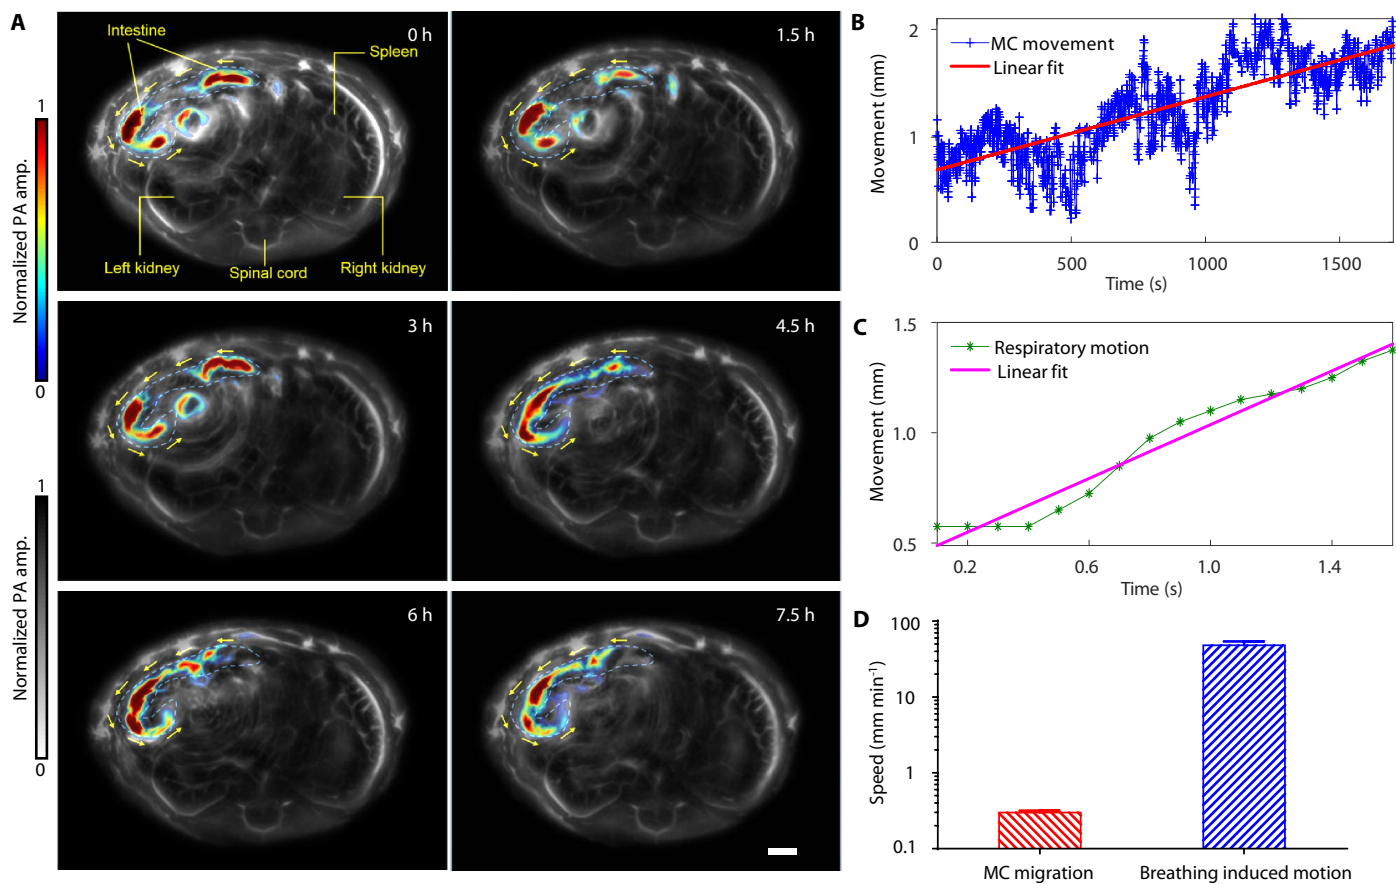 A
Intestine
0 h
Spleen
Left kidney
Spinal cord
Right kidney
1.5 h
3 h
4.5 h
6 h
7.5 h
1
Normalized PA amp.
0
1
Normalized PA amp.
0
B
2
1
0
Movement (mm)
MC movement
Linear fit
0 500 1000 1500
Time (s)
C
1.5
1.0
0.5
Movement (mm)
Respiratory motion
Linear fit
0.2 0.6 1.0 1.4
Time (s)
D
100
10
1
0.1
Speed (mm min⁻¹)
MC migration Breathing induced motion